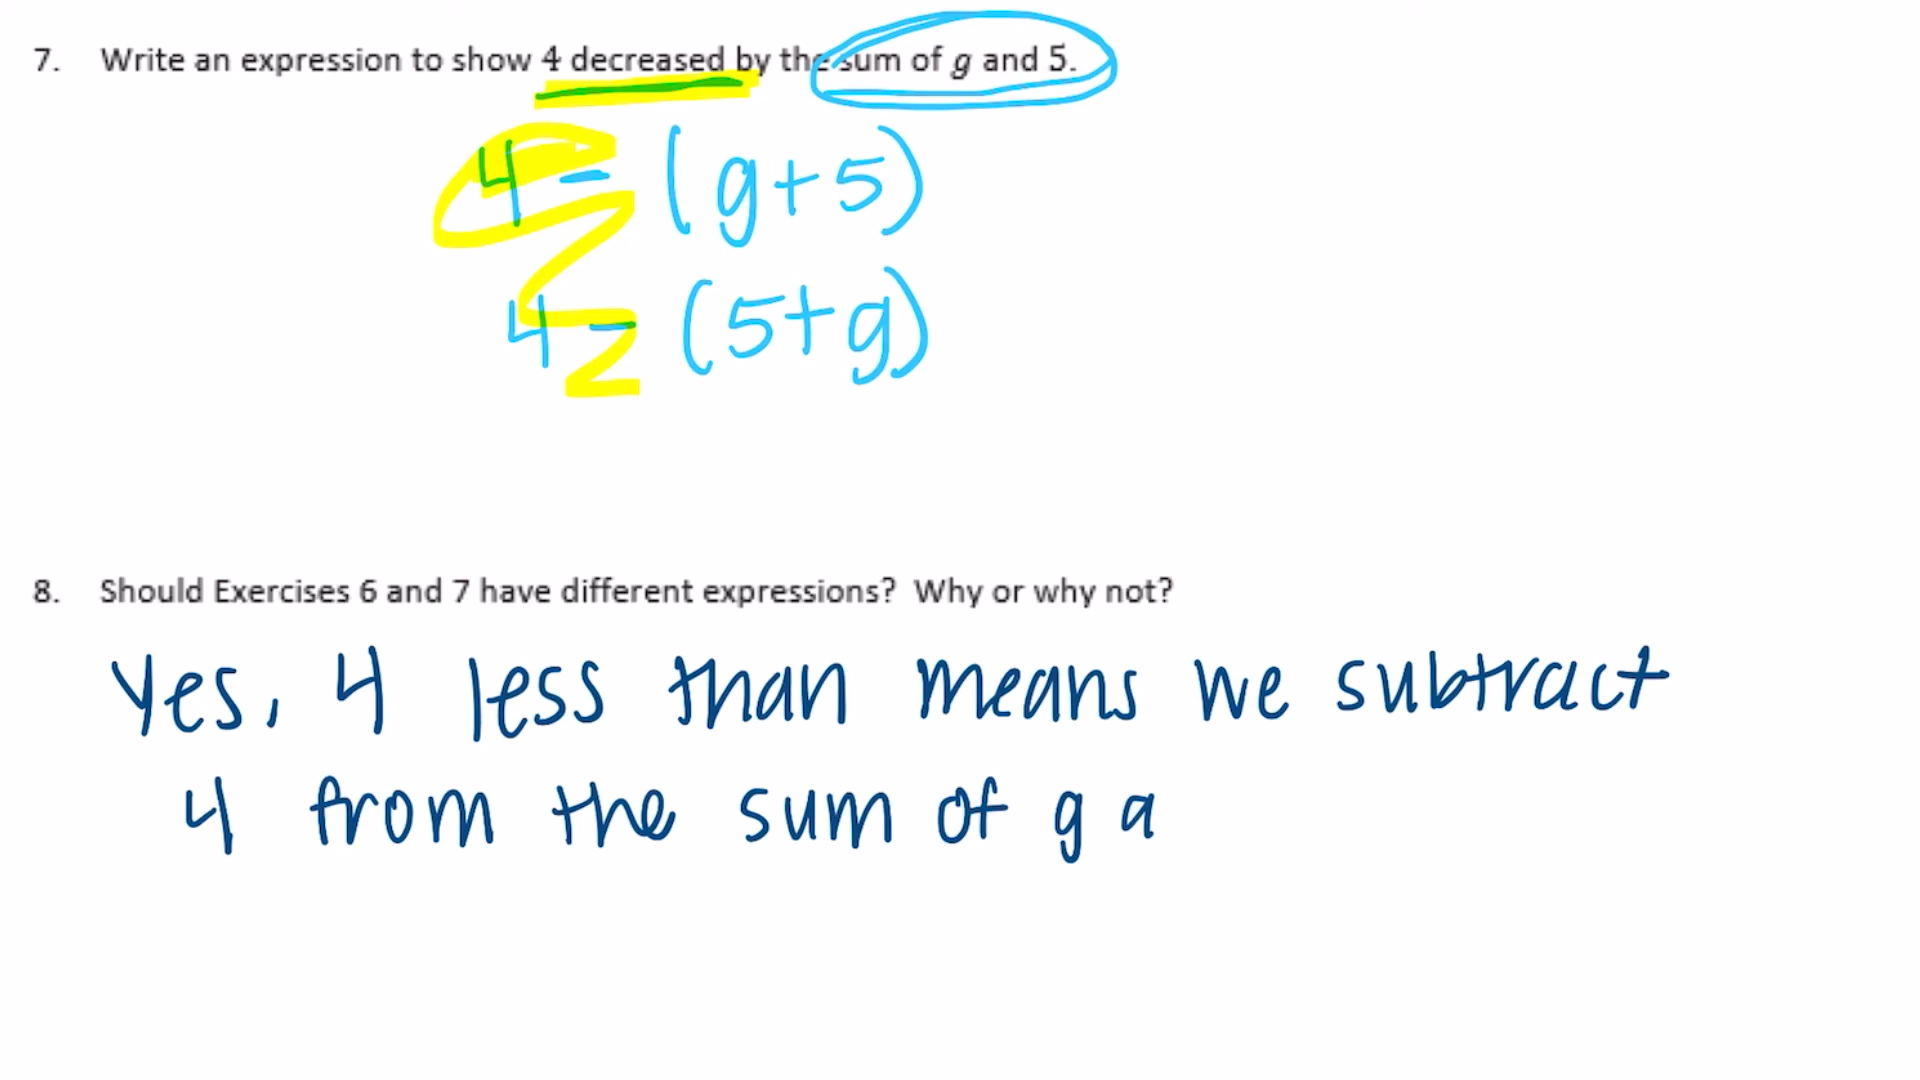 7. Write an expression to show 4 decreased by the sum of g and 5.
4 - (g+5)
4 - (5+g)
8. Should Exercises 6 and 7 have different expressions? Why or why not?
Yes, 4 less than means we subtract
4 from the sum of g a